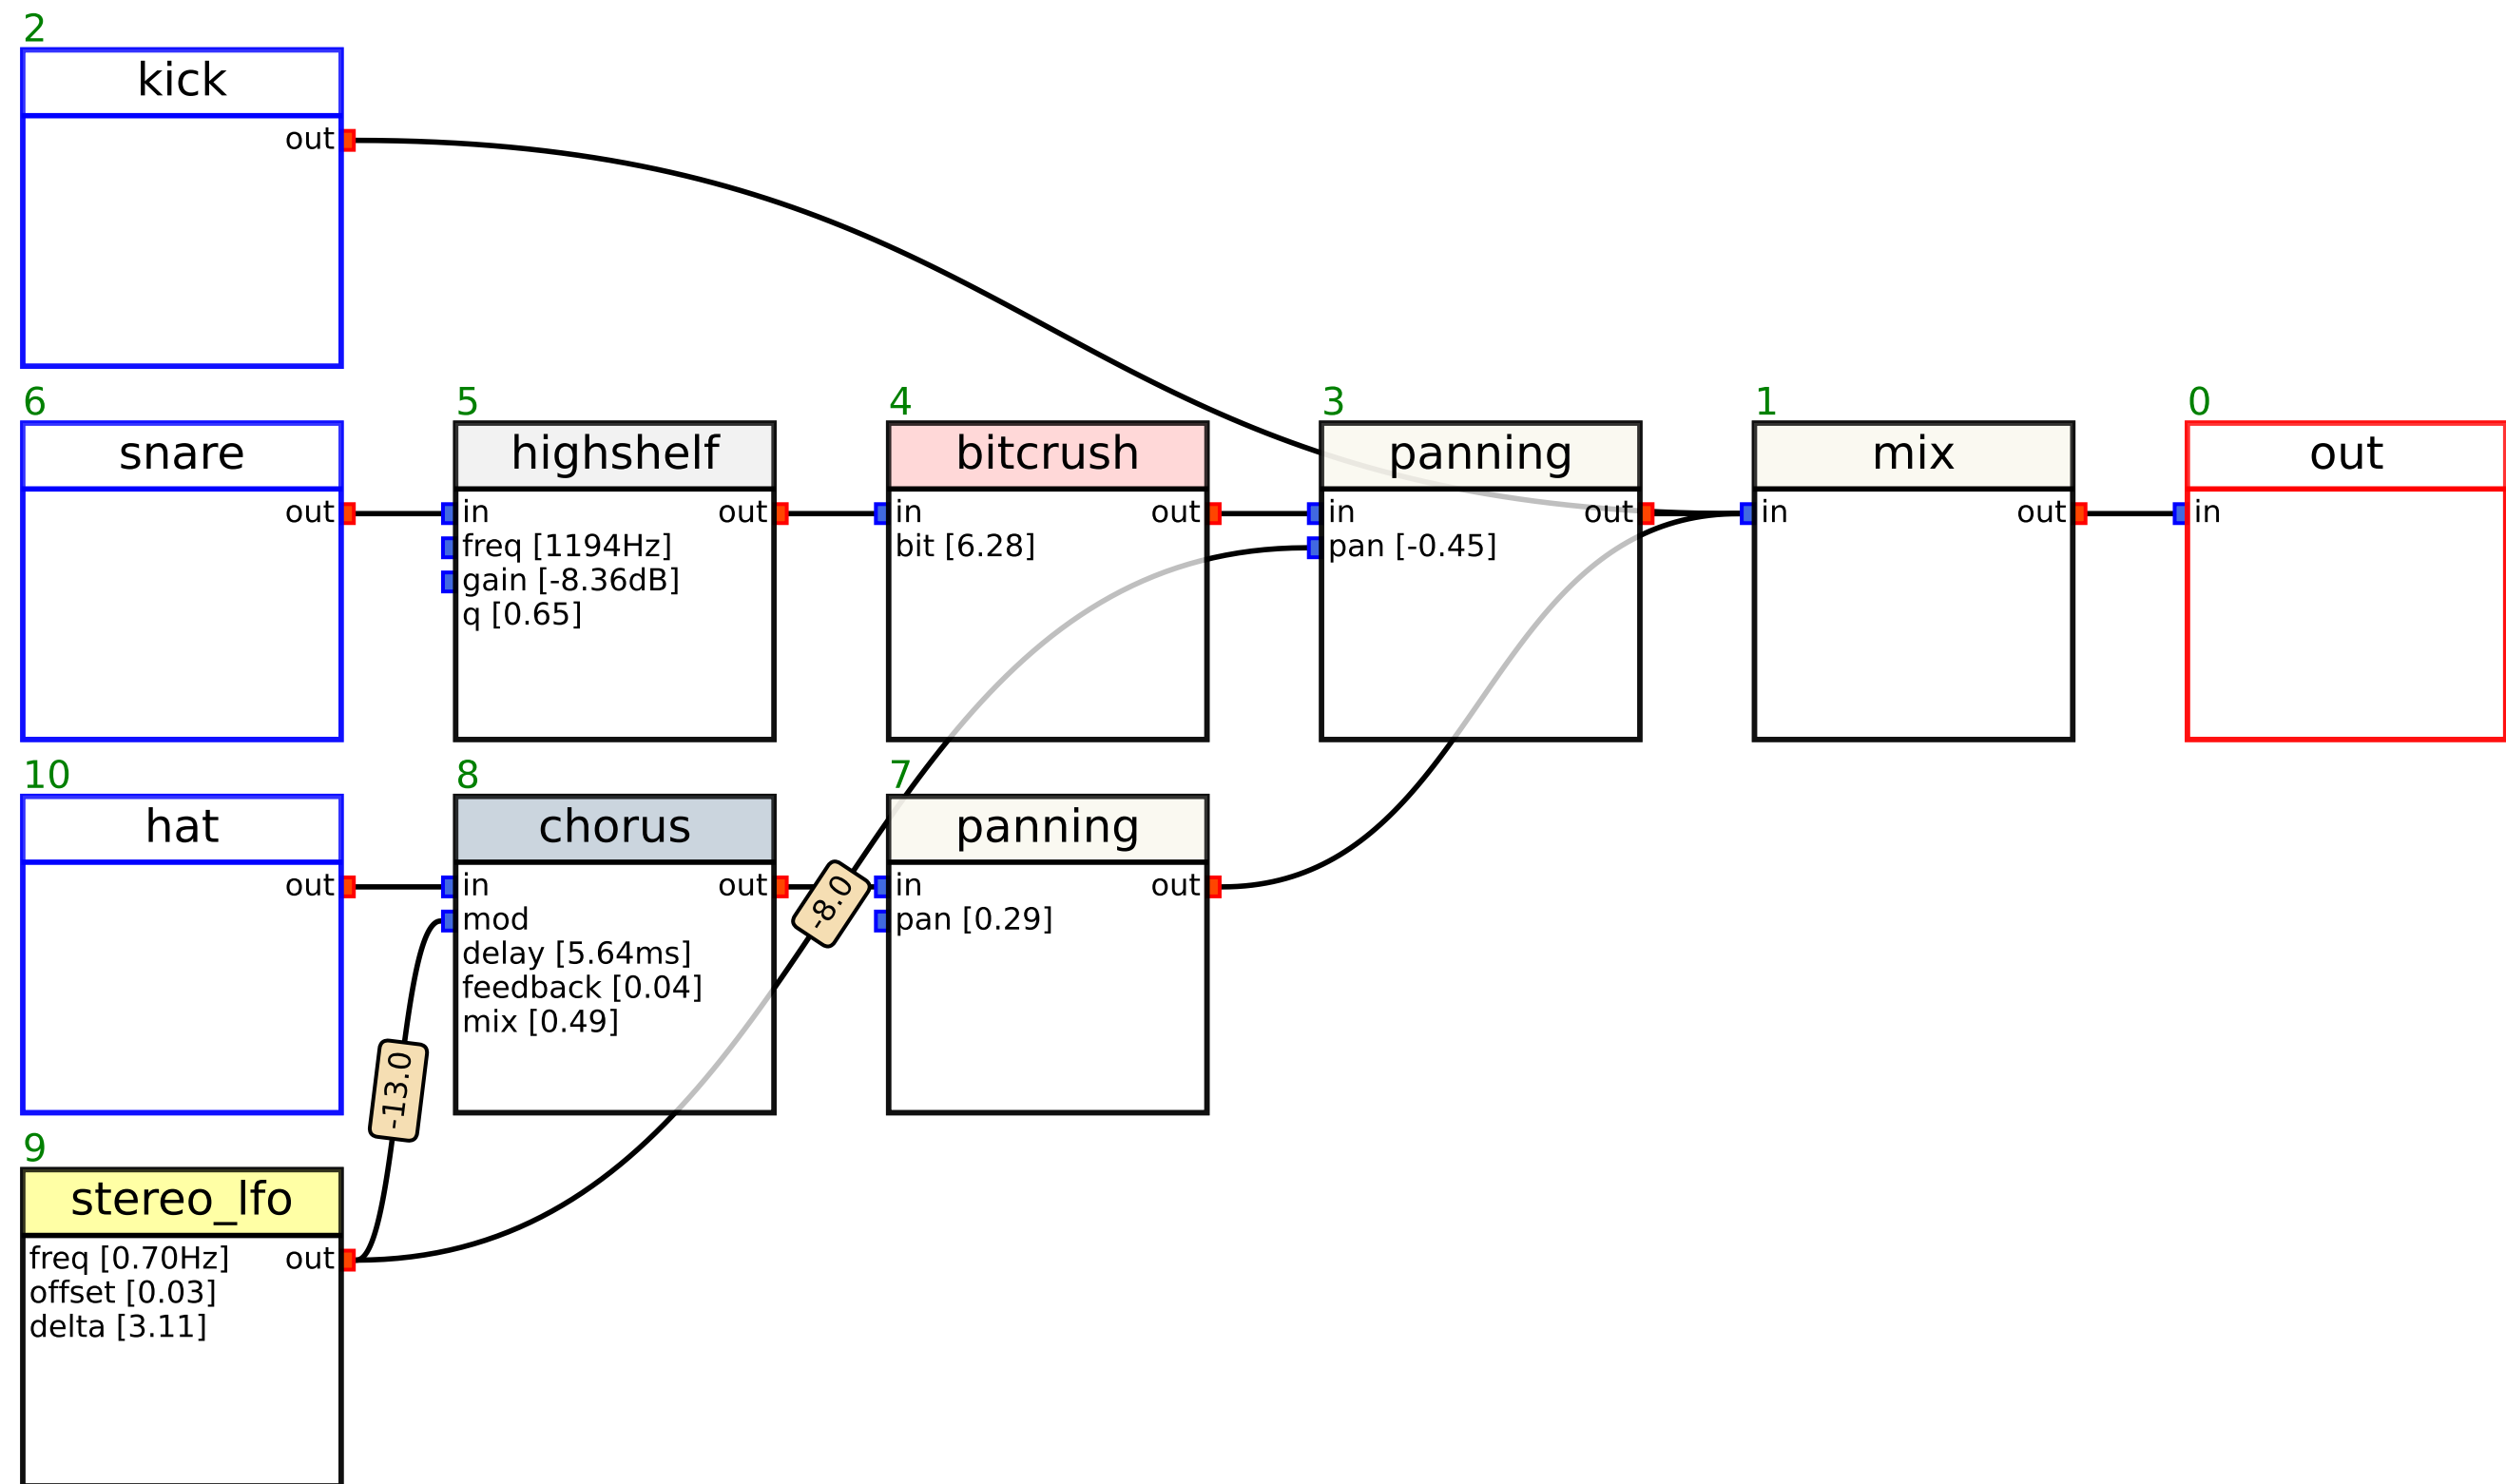 2
kick
out
6
snare
out
5
highshelf
in
out
freq [1194Hz]
gain [-8.36dB]
q [0.65]
4
bitcrush
in
out
bit [6.28]
3
panning
in
out
pan [-0.45]
1
mix
in
out
0
out
in
10
hat
out
8
chorus
in
out
mod
delay [5.64ms]
feedback [0.04]
mix [0.49]
-8.0
7
panning
in
out
pan [0.29]
-13.0
9
stereo_lfo
freq [0.70Hz]
out
offset [0.03]
delta [3.11]